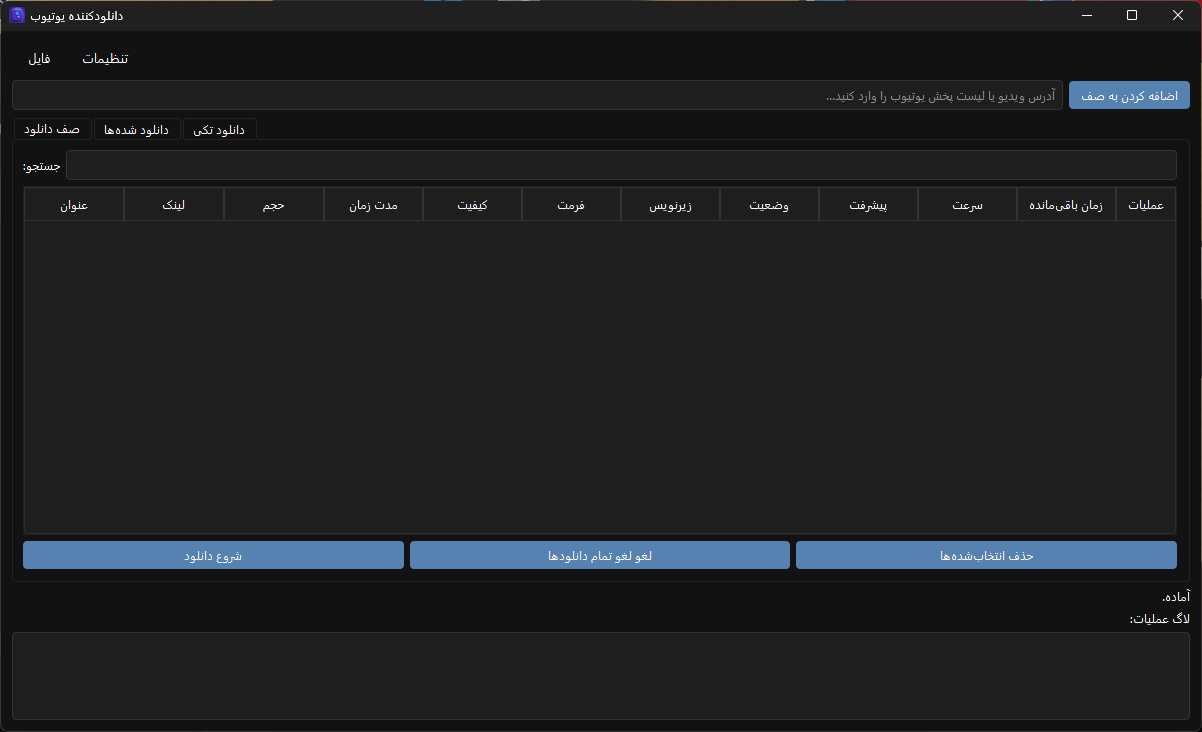 دانلودکننده یوتیوب
فایل
تنظیمات
آدرس ویدیو یا لیست پخش یوتیوب را وارد کنید...
اضافه کردن به صف
صف دانلود
دانلود شده‌ها
دانلود تکی
جستجو:
عنوان
لینک
حجم
مدت زمان
کیفیت
فرمت
زیرنویس
وضعیت
پیشرفت
سرعت
زمان باقی‌مانده
عملیات
شروع دانلود
لغو لغو تمام دانلودها
حذف انتخاب‌شده‌ها
آماده.
لاگ عملیات: